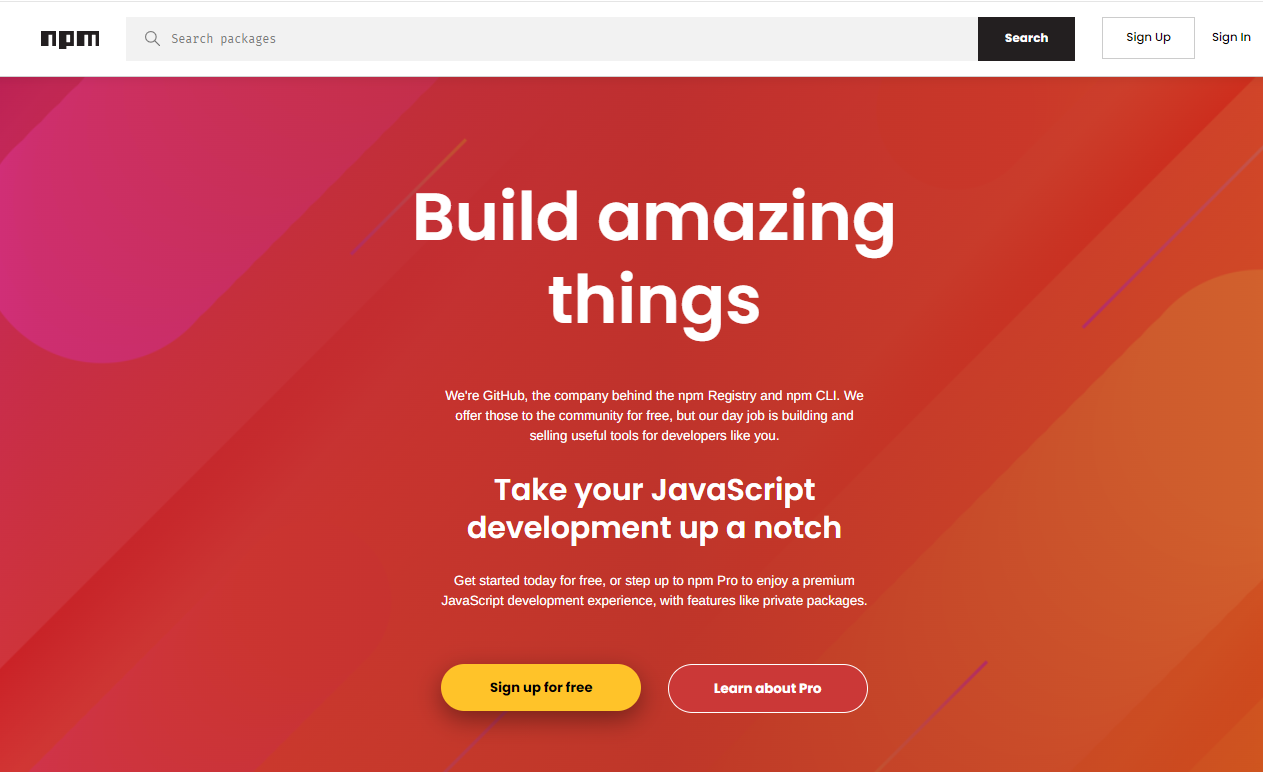 npm
Search packages
Search
Sign Up
Sign In
Build amazing
things
We're GitHub, the company behind the npm Registry and npm CLI. We
offer those to the community for free, but our day job is building and
selling useful tools for developers like you.
Take your JavaScript
development up a notch
Get started today for free, or step up to npm Pro to enjoy a premium
JavaScript development experience, with features like private packages.
Sign up for free
Learn about Pro